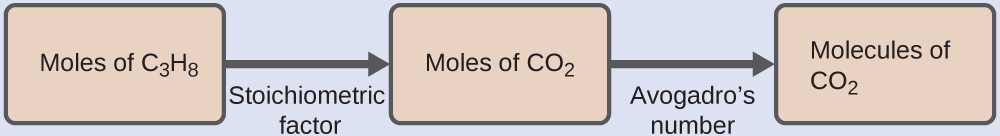 Moles of C₃H₈
Stoichiometric
factor
Moles of CO₂
Avogadro’s
number
Molecules of
CO₂